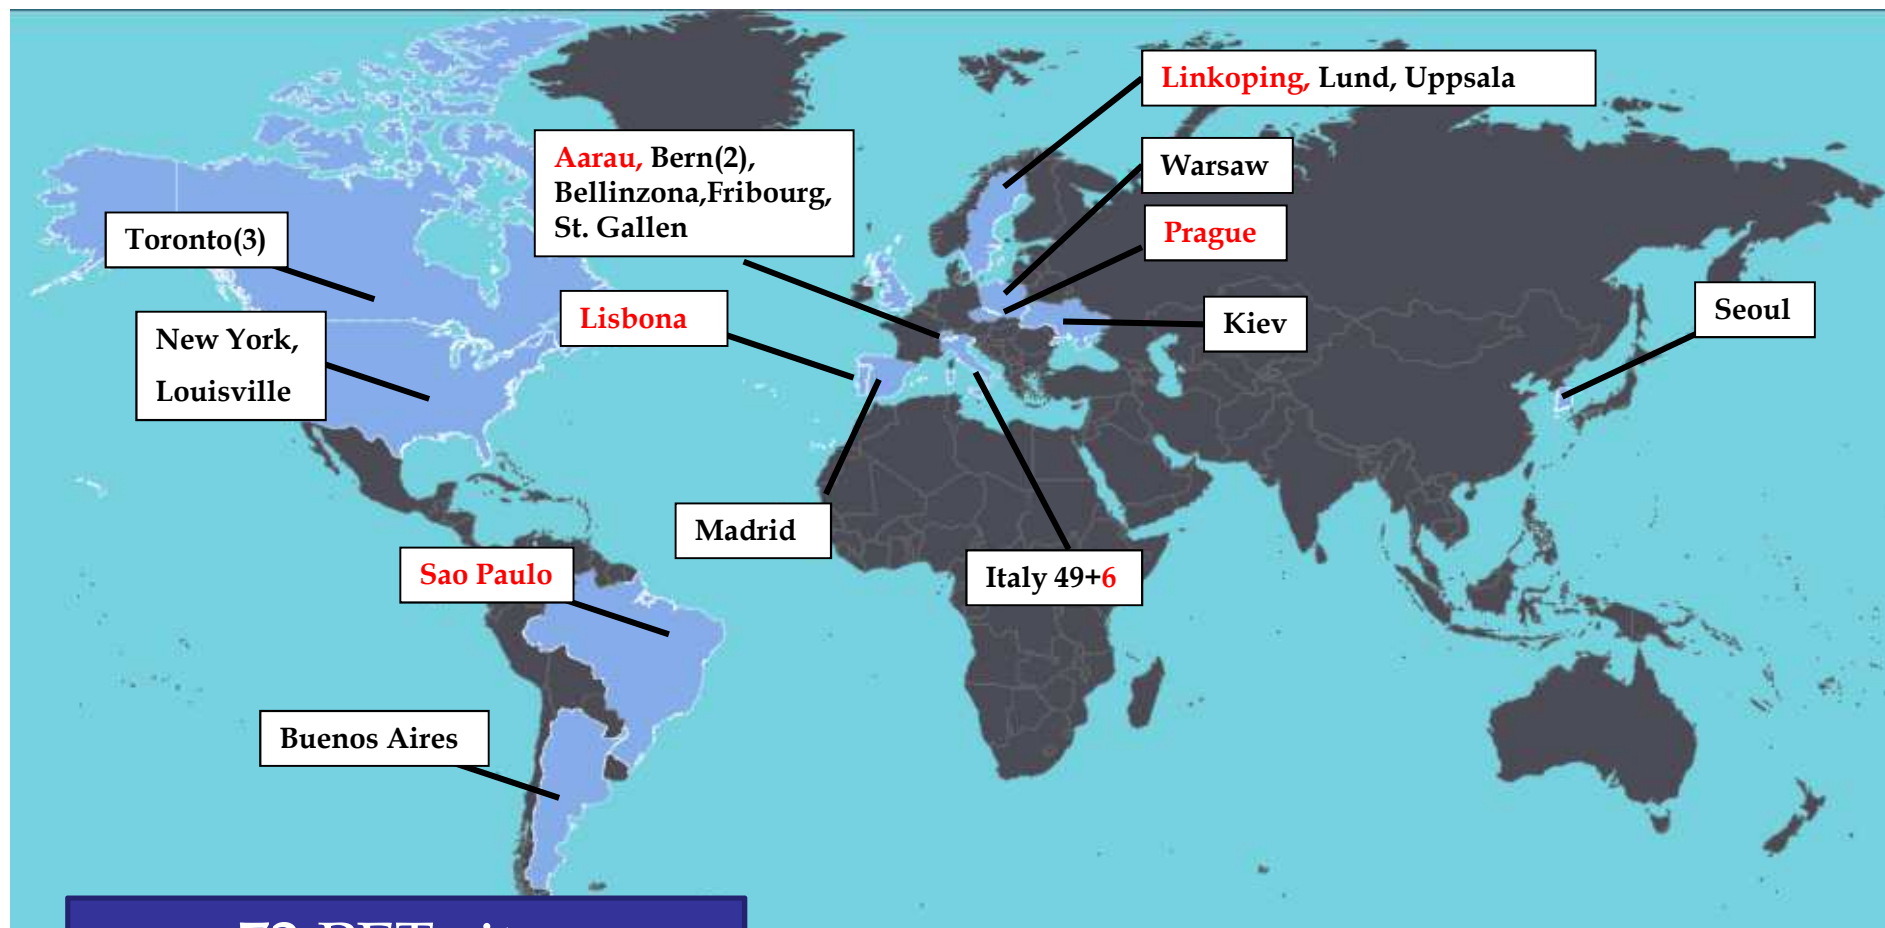 Linkoping, Lund, Uppsala
Aarau, Bern(2),
Bellinzona,Fribourg,
St. Gallen
Warsaw
Prague
Toronto(3)
Lisbona
Kiev
Seoul
New York,
Louisville
Madrid
Italy 49+6
Sao Paulo
Buenos Aires